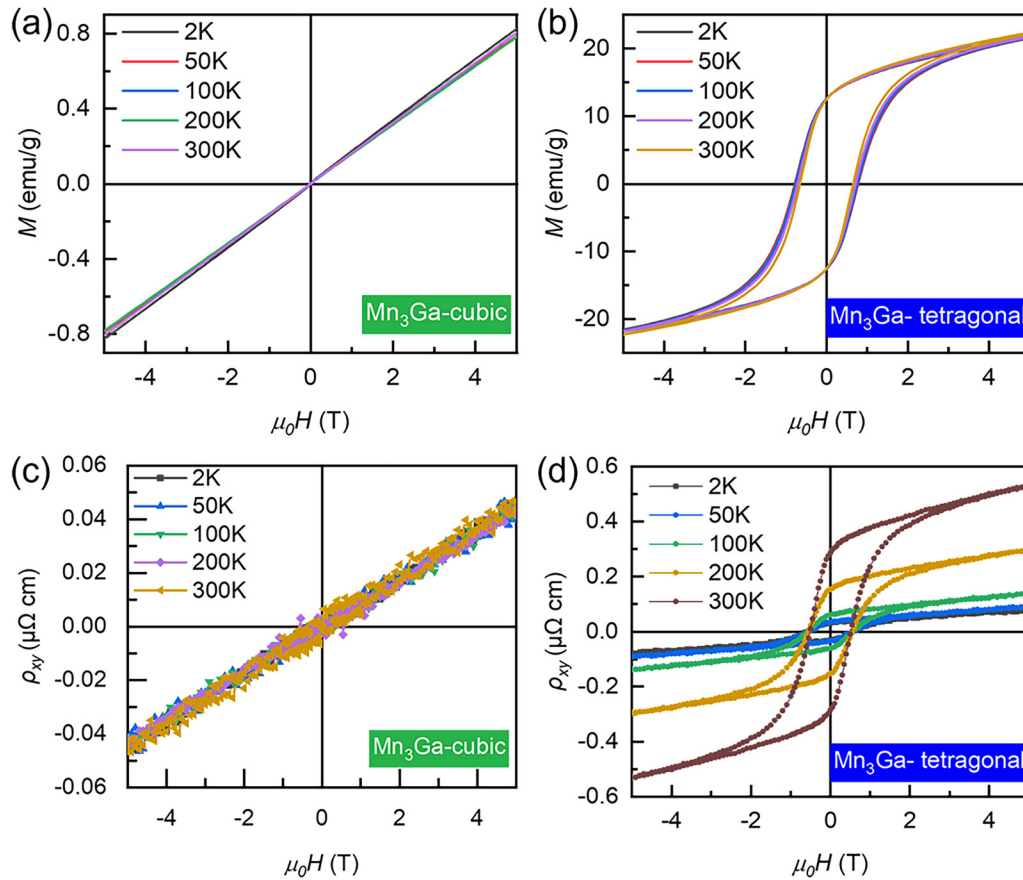 (a)
2K
50K
100K
200K
300K
0.8
0.4
0.0
-0.4
-0.8
M (emu/g)
Mn₃Ga-cubic
-4 -2 0 2 4
μ₀H (T)
(b)
2K
50K
100K
200K
300K
20
10
0
-10
-20
M (emu/g)
Mn₃Ga- tetragonal
-4 -2 0 2 4
μ₀H (T)
(c)
2K
50K
100K
200K
300K
0.06
0.04
0.02
0.00
-0.02
-0.04
-0.06
ρxy (μΩ cm)
Mn₃Ga-cubic
-4 -2 0 2 4
μ₀H (T)
(d)
2K
50K
100K
200K
300K
0.6
0.4
0.2
0.0
-0.2
-0.4
-0.6
ρxy (μΩ cm)
Mn₃Ga- tetragonal
-4 -2 0 2 4
μ₀H (T)